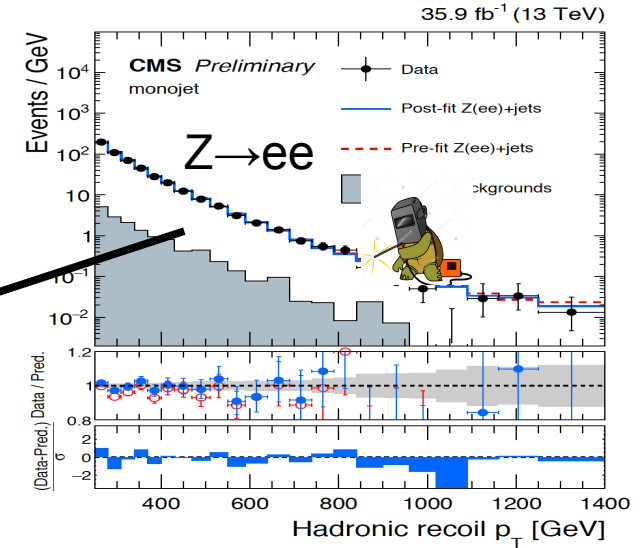 35.9 fb⁻¹ (13 TeV)
Events / GeV
10⁴
10³
10²
10
1
10⁻¹
10⁻²
CMS Preliminary
monojet
Z→ee
Data
Post-fit Z(ee)+jets
Pre-fit Z(ee)+jets
ckgrounds
Data / Pred.
1.2
1
0.8
(Data-Pred.)
σ
2
0
−2
400 600 800 1000 1200 1400
Hadronic recoil p_T [GeV]